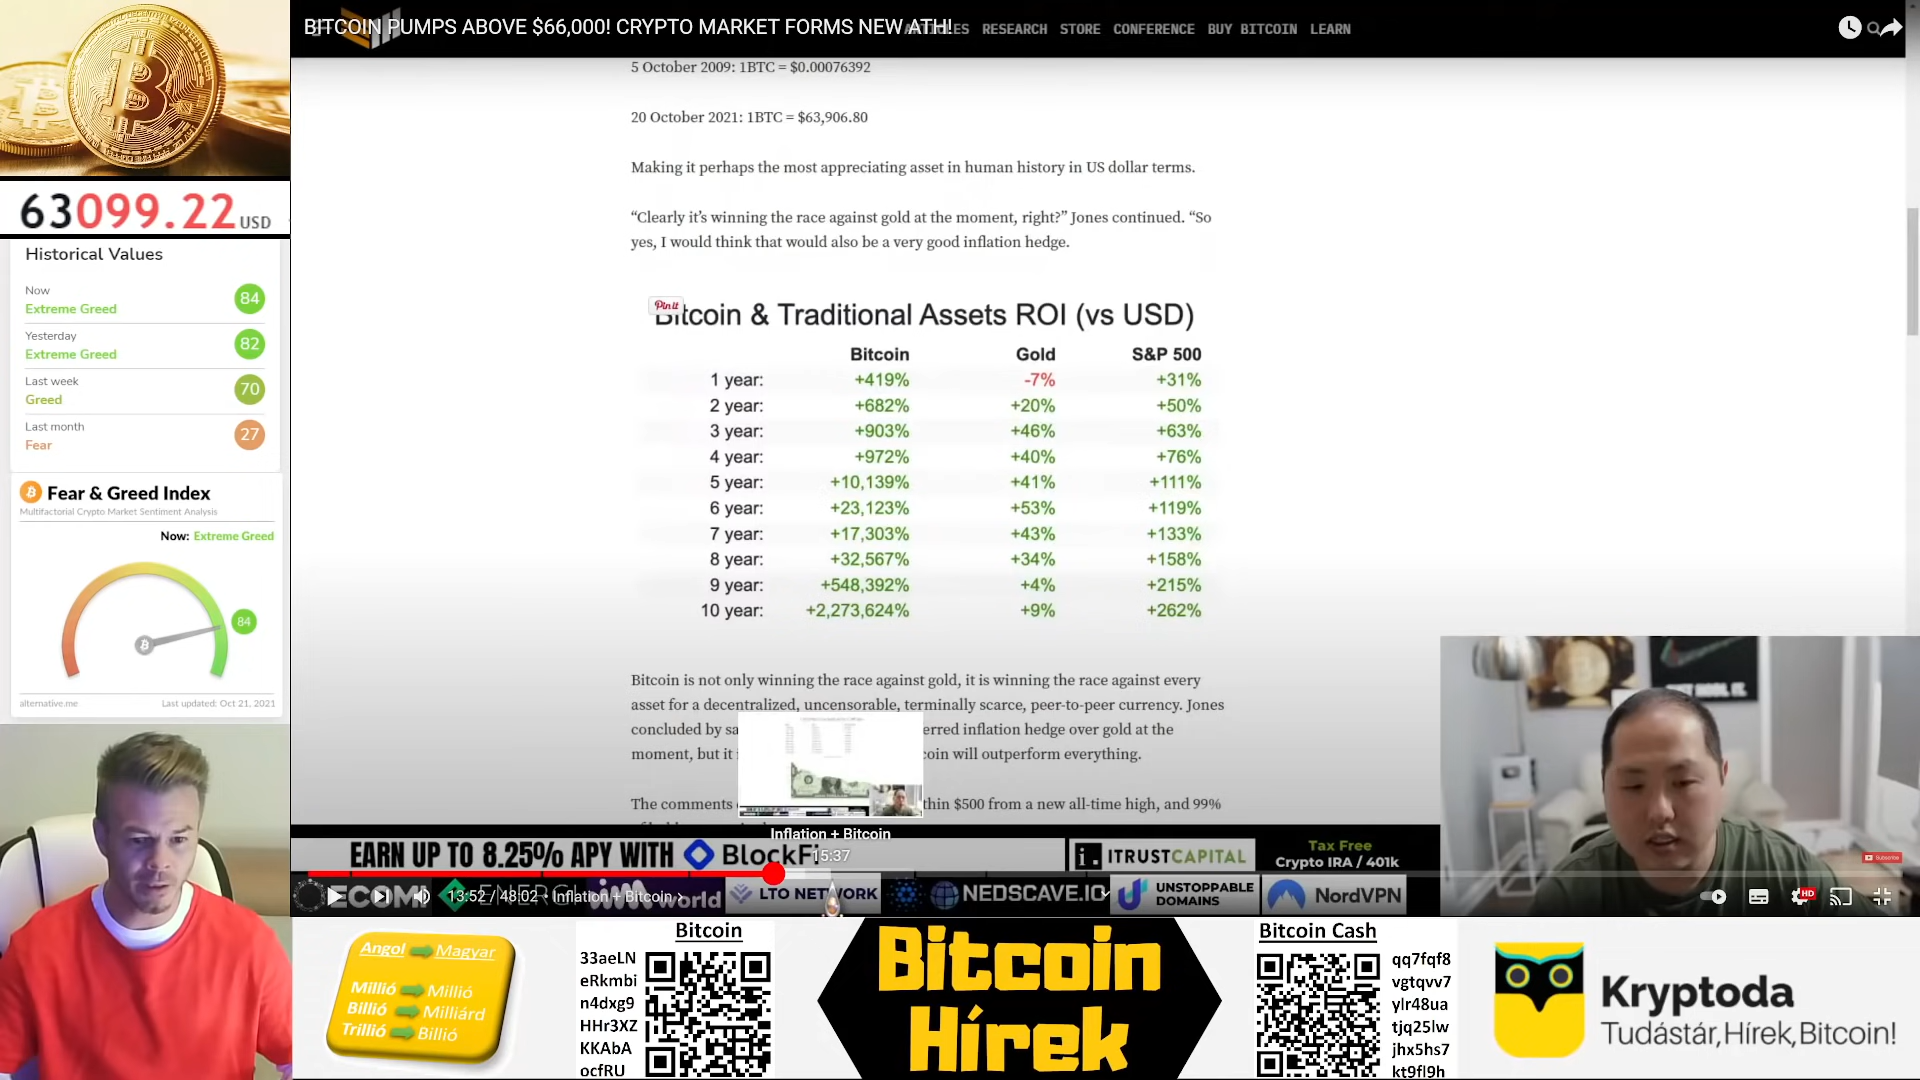 BITCOIN PUMPS ABOVE $66,000! CRYPTO MARKET FORMS NEW ATH!
RESEARCH STORE CONFERENCE BUY BITCOIN LEARN
5 October 2009: 1BTC = $0.00076392
20 October 2021: 1BTC = $63,906.80
Making it perhaps the most appreciating asset in human history in US dollar terms.
“Clearly it’s winning the race against gold at the moment, right?” Jones continued. “So
yes, I would think that would also be a very good inflation hedge.
Pin it
Bitcoin & Traditional Assets ROI (vs USD)
Bitcoin Gold S&P 500
1 year: +419% -7% +31%
2 year: +682% +20% +50%
3 year: +903% +46% +63%
4 year: +972% +40% +76%
5 year: +10,139% +41% +111%
6 year: +23,123% +53% +119%
7 year: +17,303% +43% +133%
8 year: +32,567% +34% +158%
9 year: +548,392% +4% +215%
10 year: +2,273,624% +9% +262%
Bitcoin is not only winning the race against gold, it is winning the race against every
asset for a decentralized, uncensorable, terminally scarce, peer-to-peer currency. Jones
concluded by erred inflation hedge over gold at the
moment, but it coin will outperform everything.
The comments thin $500 from a new all-time high, and 99%
Inflation + Bitcoin
15:37
EARN UP TO 8.25% APY WITH BlockFi
ITRUSTCAPITAL
Tax Free
Crypto IRA / 401k
13:52 / 48:02 • Inflation + Bitcoin
ECOMI
ENERGI
world
LTO NETWORK
NEDSCAVE.IO
UNSTOPPABLE
DOMAINS
NordVPN
HD
Subscribe
63099.22 USD
Historical Values
Now
Extreme Greed
84
Yesterday
Extreme Greed
82
Last week
Greed
70
Last month
Fear
27
Fear & Greed Index
Multifactorial Crypto Market Sentiment Analysis
Now: Extreme Greed
84
alternative.me Last updated: Oct 21, 2021
Angol Magyar
Millió Millió
Billió Milliárd
Trillió Billió
Bitcoin
33aeLN
eRkmbi
n4dxg9
HHr3XZ
KKAbA
ocfRU
Bitcoin
Hírek
Bitcoin Cash
qq7fqf8
vgtqvv7
ylr48ua
tjq25lw
jhx5hs7
kt9fl9h
Kryptoda
Tudástár,Hírek,Bitcoin!